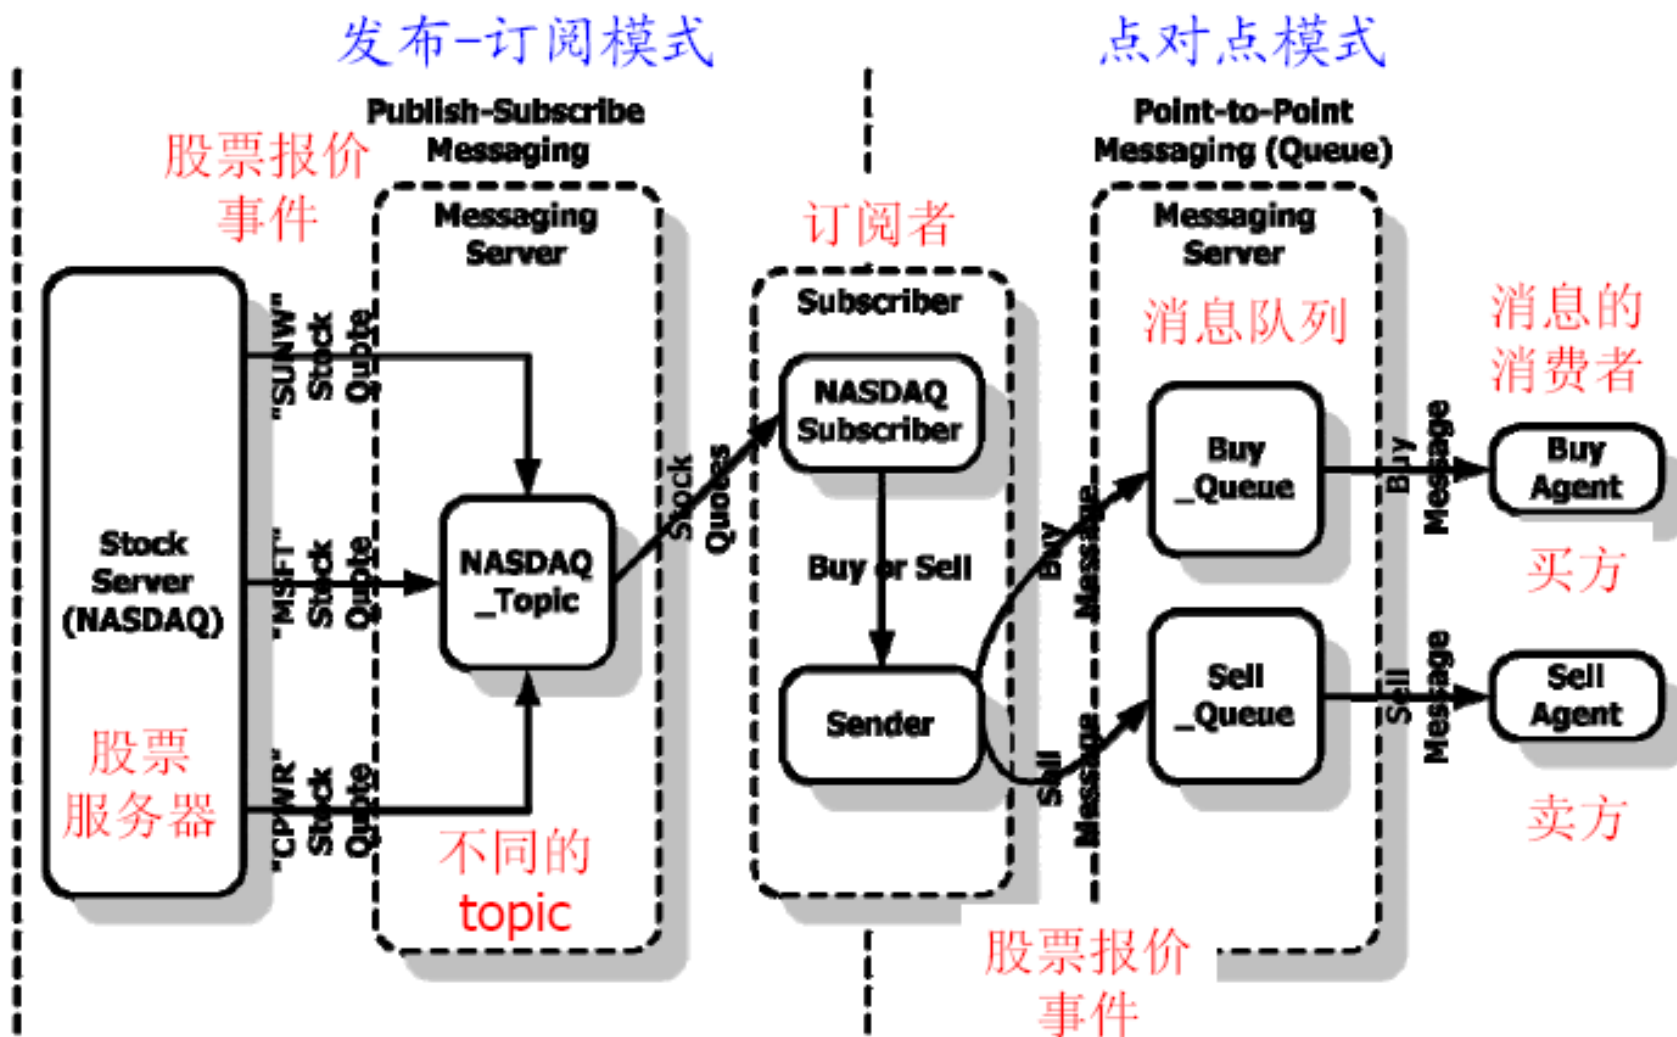 发布-订阅模式
点对点模式
Publish-Subscribe
Messaging
Point-to-Point
Messaging (Queue)
股票报价
事件
Messaging
Server
订阅者
Messaging
Server
Subscriber
消息队列
消息的
消费者
"SUNW"
Stock
Quote
NASDAQ
Subscriber
Buy
_Queue
Buy
Message
Buy
Agent
Stock
Quoes
买方
Stock
Server
(NASDAQ)
"MSFT"
Stock
Quote
NASDAQ
_Topic
Buy or Sell
Buy
Message
Sell
_Queue
Sell
Message
Sell
Agent
Sender
Sell
Message
卖方
股票
服务器
"CPWR"
Stock
Quote
不同的
topic
股票报价
事件